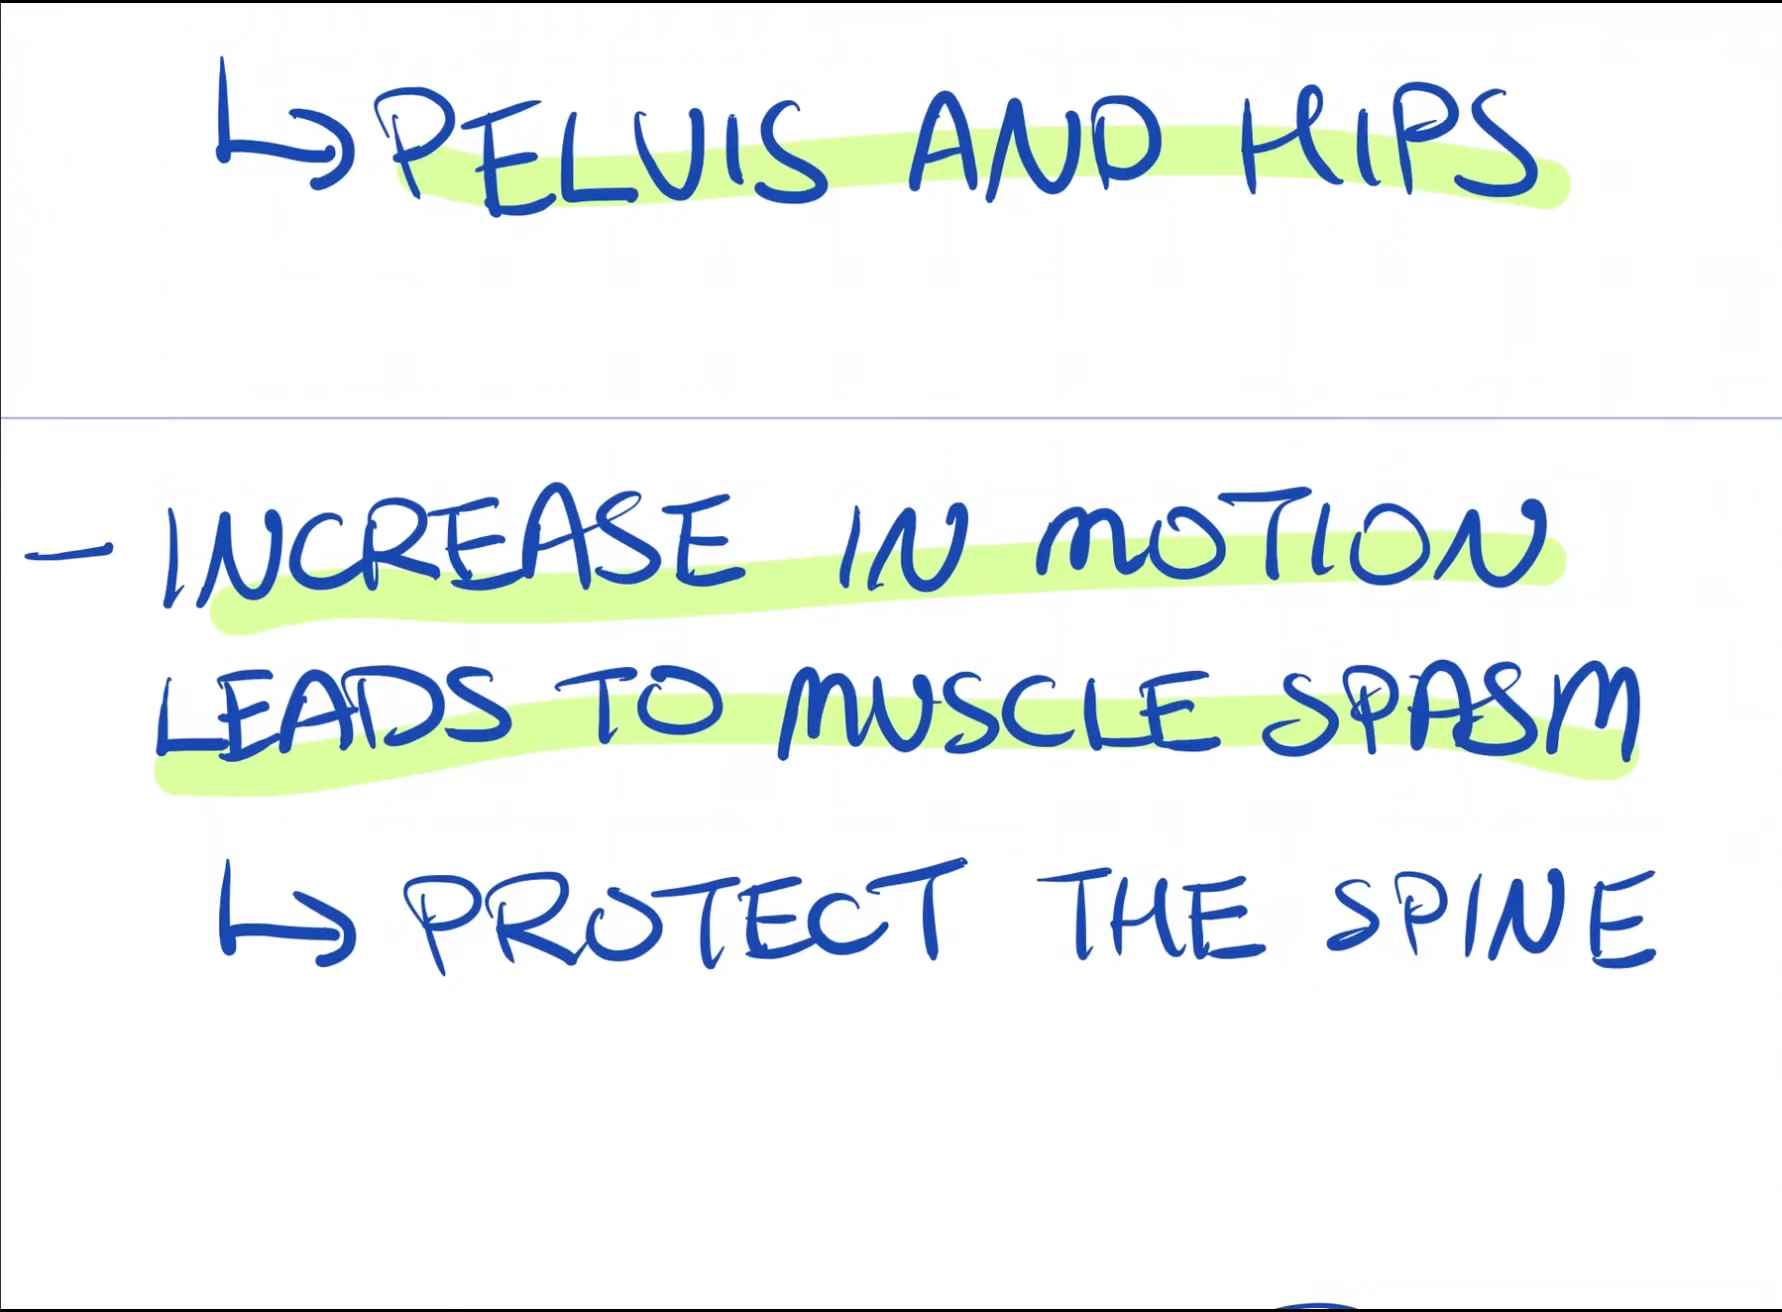 ↳ PELVIS AND HIPS
- INCREASE IN MOTION
LEADS TO MUSCLE SPASM
↳ PROTECT THE SPINE